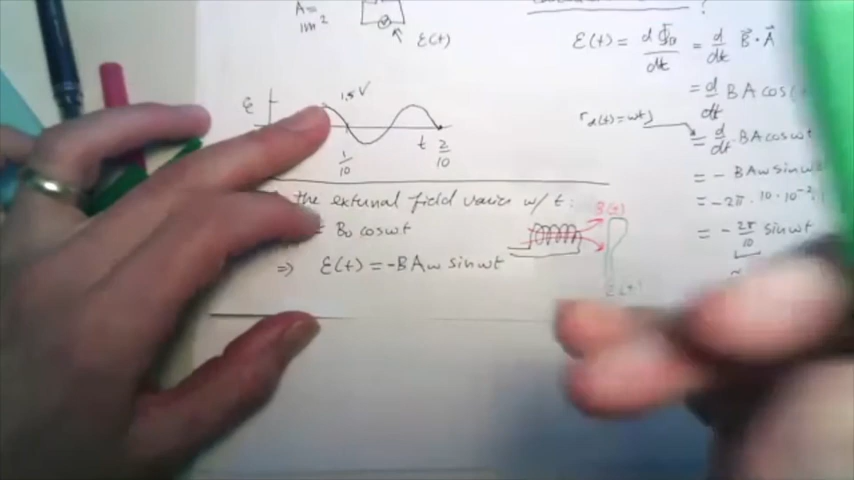 A =
1m²
ε(t)
?
ε(t) = dΦB/dt = d/dt B⃗ · A⃗
= d/dt BA cos(
α(t)=ωt
= d/dt BA cosωt
= - BAω sinωt
= -2π · 10 · 10⁻²
= - 2π/10 sinωt
≈
ε
1.5 V
1/10
t
2/10
the external field varies w/ t:
= B₀ cosωt
⇒ ε(t) = -BAω sinωt
B(t)